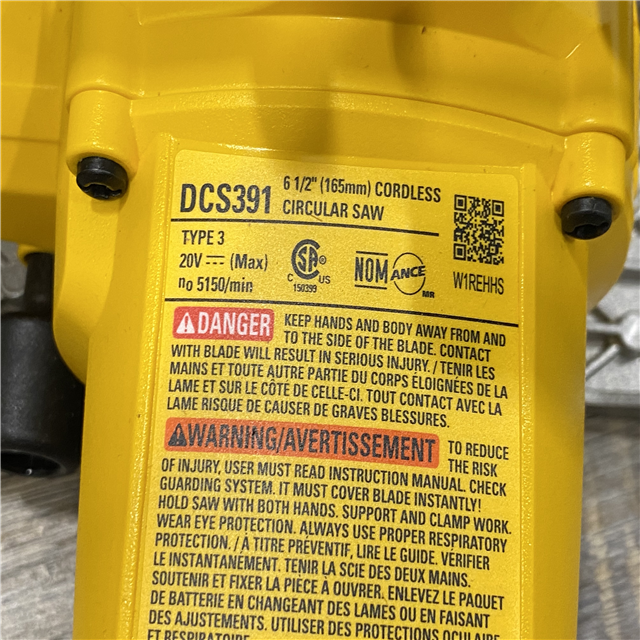 DCS391 6 1/2" (165mm) CORDLESS
CIRCULAR SAW
TYPE 3
20V ⎓ (Max)
no 5150/min
C SA ® US
150399
NOM ANCE MR
W1REHHS
⚠DANGER KEEP HANDS AND BODY AWAY FROM AND
TO THE SIDE OF THE BLADE. CONTACT
WITH BLADE WILL RESULT IN SERIOUS INJURY. / TENIR LES
MAINS ET TOUTE AUTRE PARTIE DU CORPS ÉLOIGNÉES DE LA
LAME ET SUR LE CÔTÉ DE CELLE-CI. TOUT CONTACT AVEC LA
LAME RISQUE DE CAUSER DE GRAVES BLESSURES.
⚠WARNING/AVERTISSEMENT TO REDUCE
THE RISK
OF INJURY, USER MUST READ INSTRUCTION MANUAL. CHECK
GUARDING SYSTEM. IT MUST COVER BLADE INSTANTLY!
HOLD SAW WITH BOTH HANDS. SUPPORT AND CLAMP WORK.
WEAR EYE PROTECTION. ALWAYS USE PROPER RESPIRATORY
PROTECTION. / À TITRE PRÉVENTIF, LIRE LE GUIDE. VÉRIFIER
LE INSTANTANEMENT. TENIR LA SCIE DES DEUX MAINS.
SOUTENIR ET FIXER LA PIÈCE À OUVRER. ENLEVEZ LE PAQUET
DE BATTERIE EN CHANGEANT DES LAMES OU EN FAISANT
DES AJUSTEMENTS. UTILISER DES PROTECTIONS OCULAIRE
ET RESPIRATOIRE